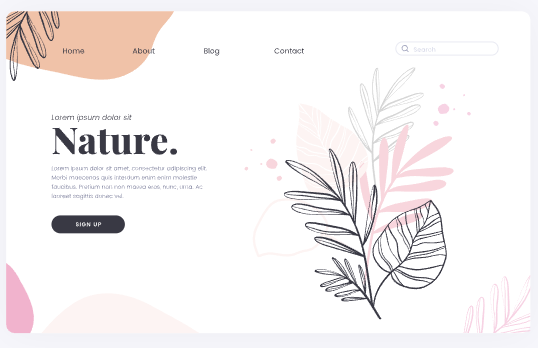 Home About Blog Contact Search
Lorem ipsum dolor sit
Nature.
Lorem ipsum dolor sit amet, consectetur adipiscing elit.
Morbi maecenas quis interdum enim enim molestie
faucibus. Pretium non non massa eros, nunc, urna. Ac
laoreet sagittis donec vel.
SIGN UP